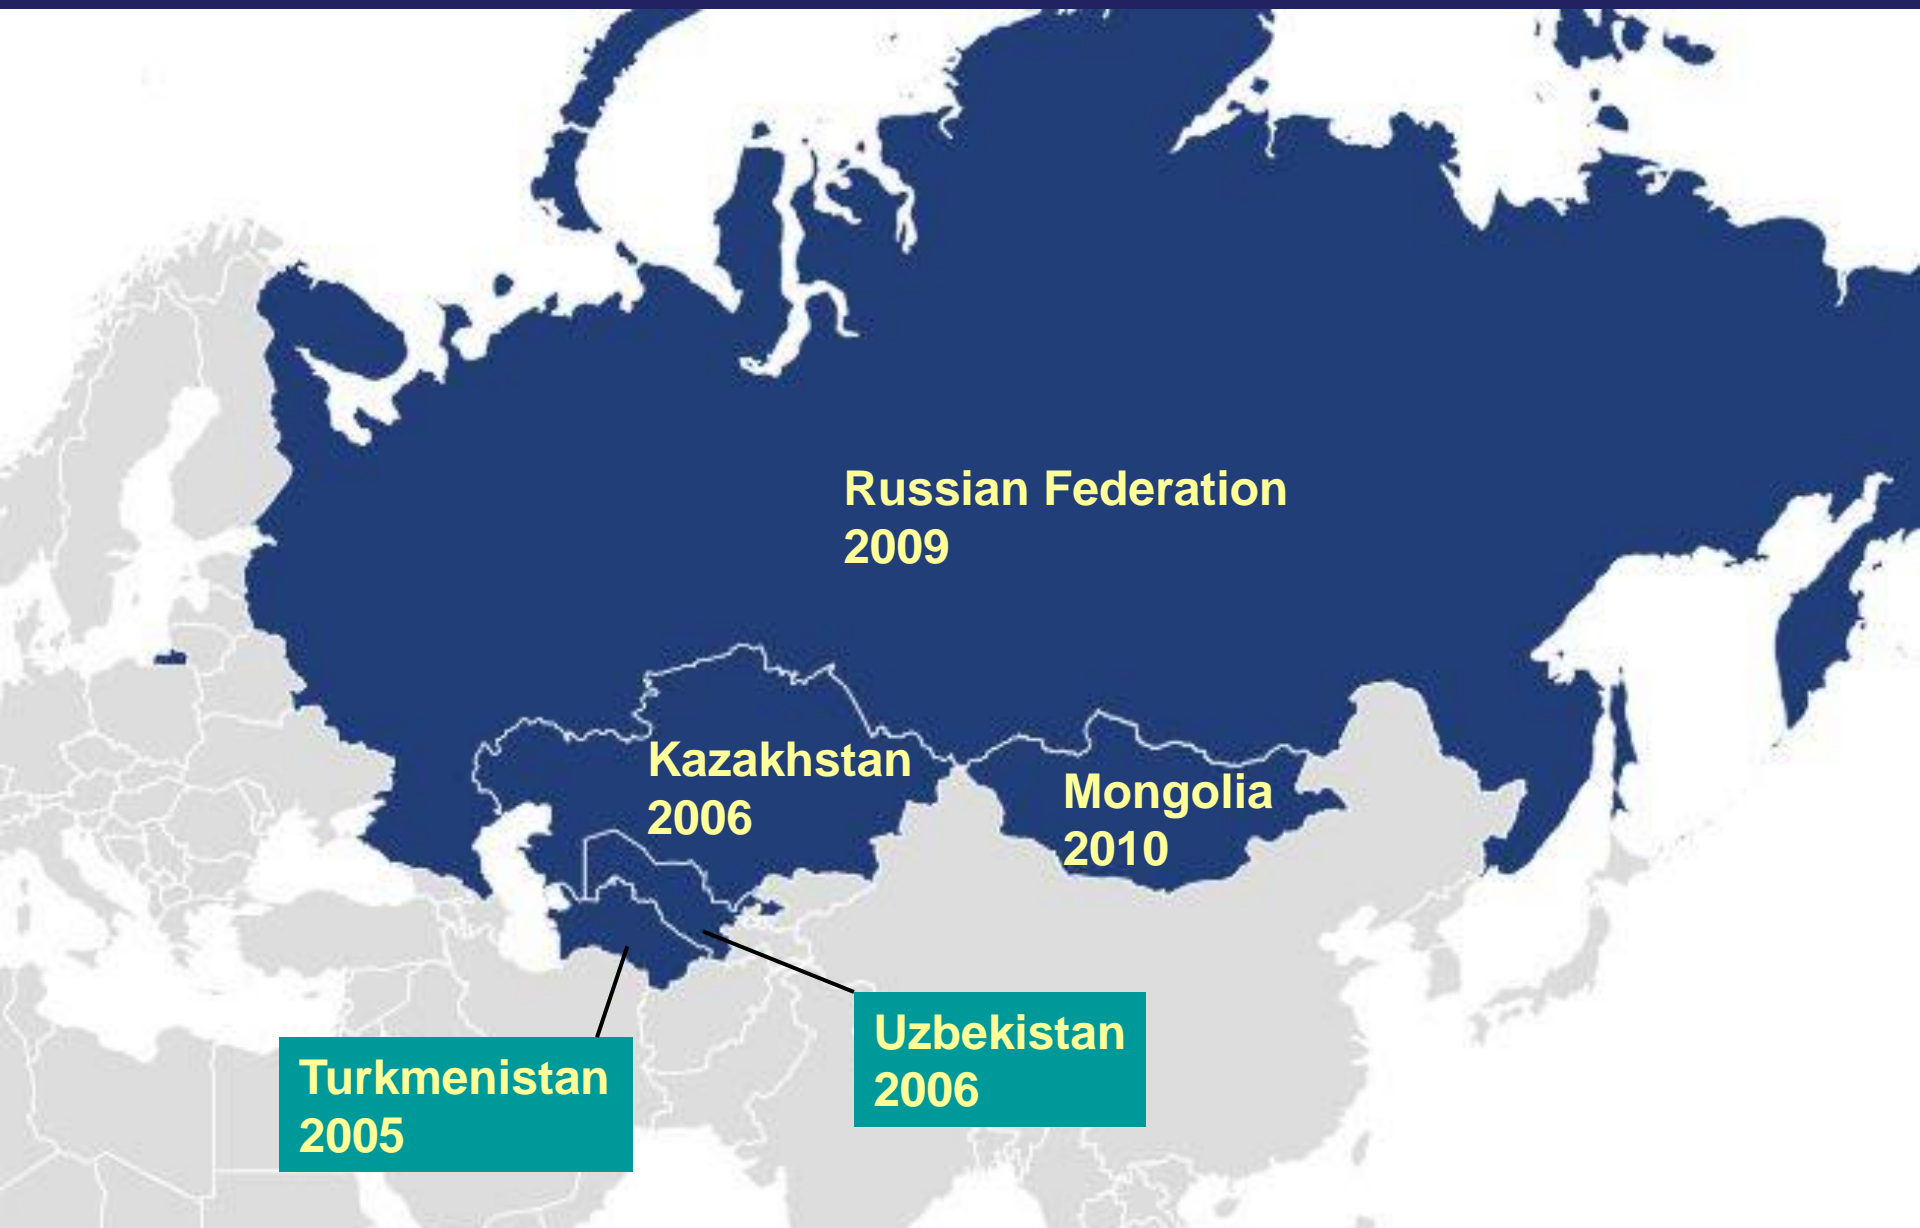 Russian Federation
2009
Kazakhstan
2006
Mongolia
2010
Uzbekistan
2006
Turkmenistan
2005